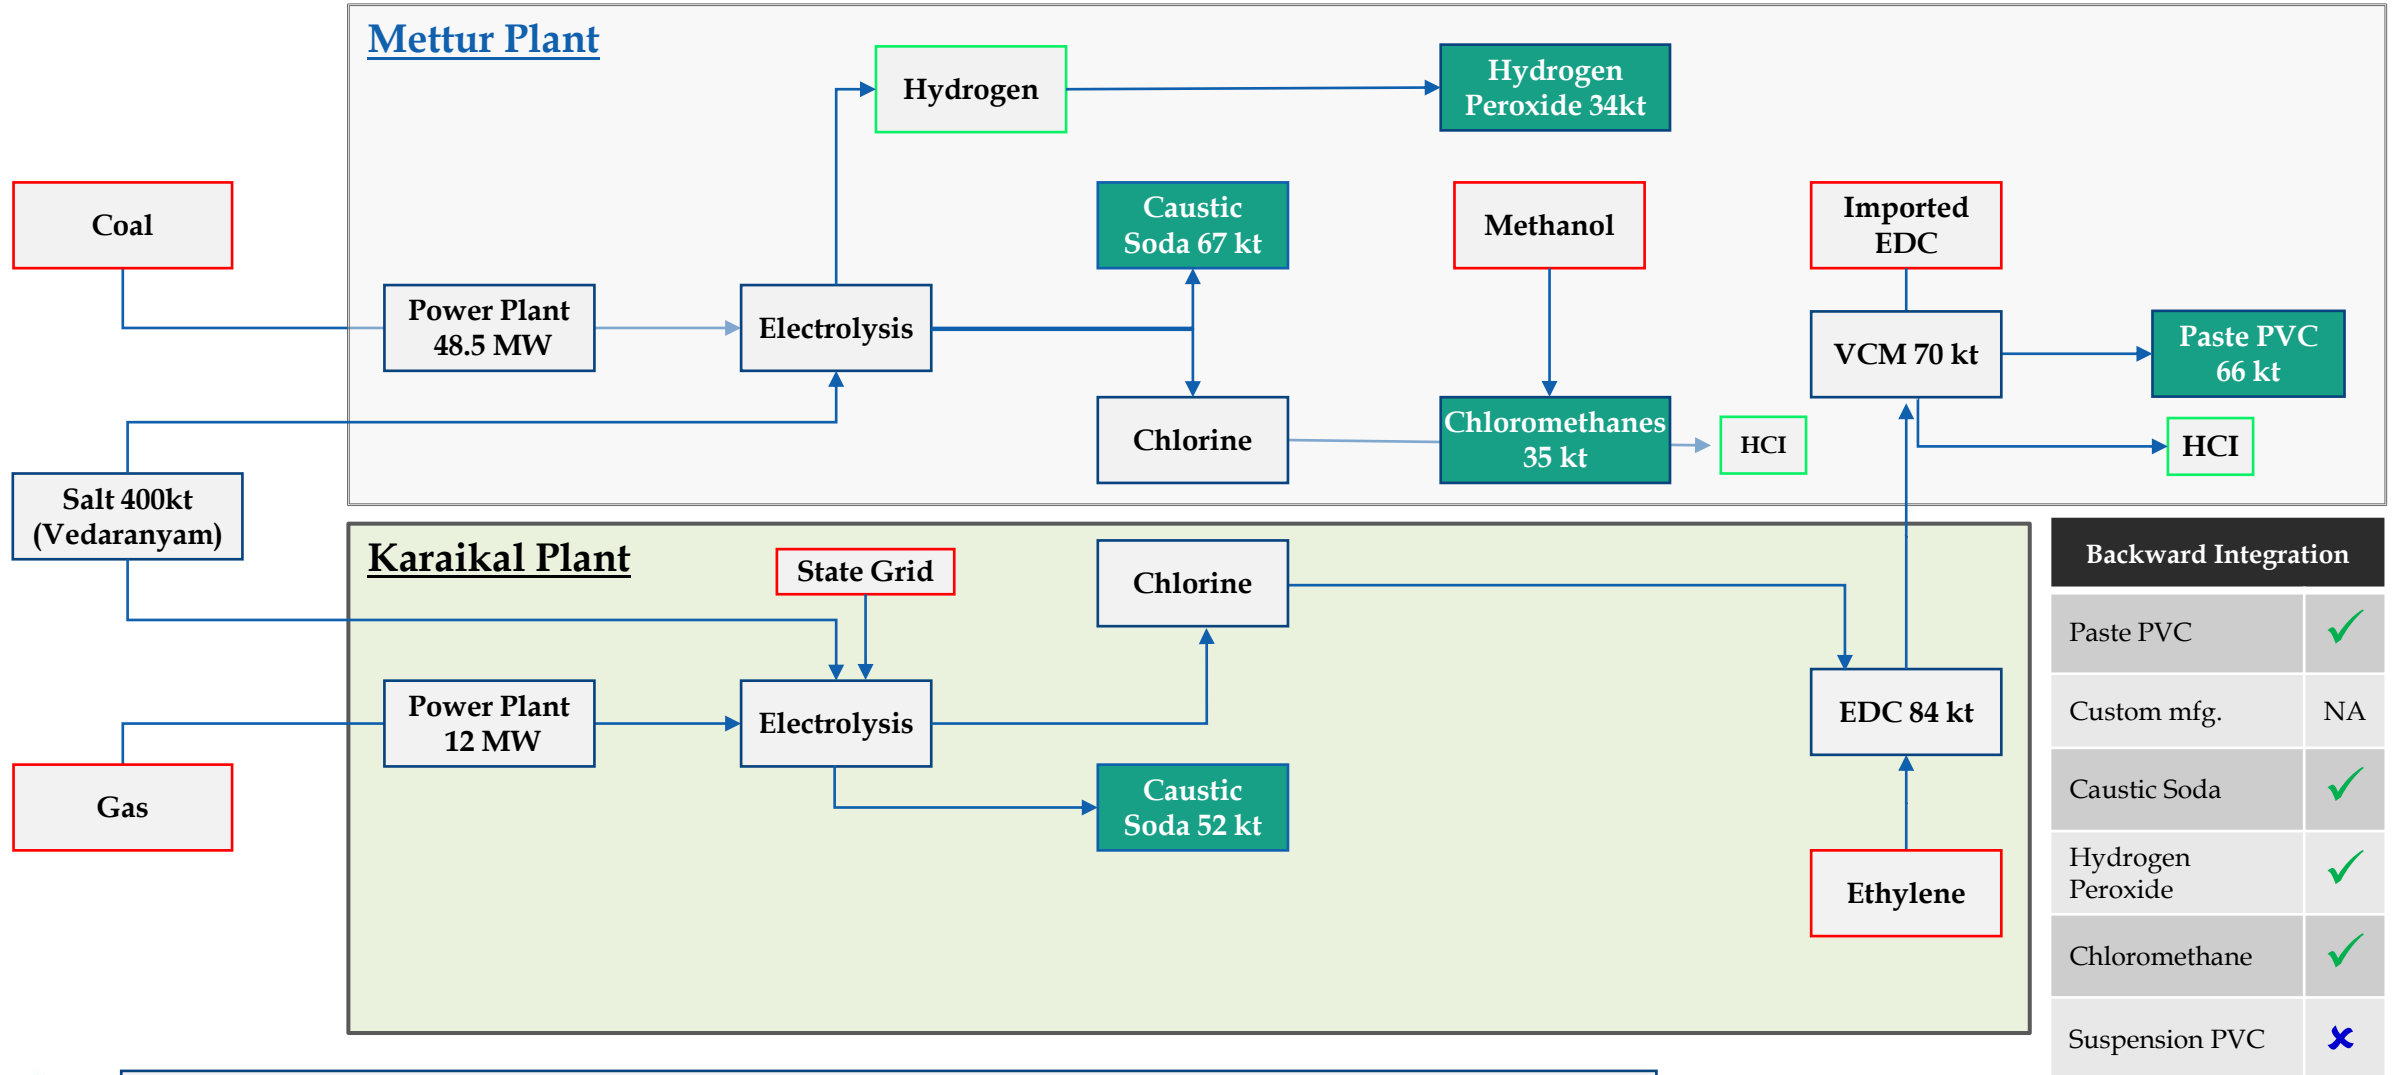 Mettur Plant
Hydrogen
Hydrogen
Peroxide 34kt
Coal
Caustic
Soda 67 kt
Methanol
Imported
EDC
Power Plant
48.5 MW
Electrolysis
VCM 70 kt
Paste PVC
66 kt
Chlorine
Chloromethanes
35 kt
HCI
HCI
Salt 400kt
(Vedaranyam)
Karaikal Plant
State Grid
Chlorine
Power Plant
12 MW
Electrolysis
EDC 84 kt
Gas
Caustic
Soda 52 kt
Ethylene
Backward Integration
Paste PVC ✓
Custom mfg. NA
Caustic Soda ✓
Hydrogen
Peroxide ✓
Chloromethane ✓
Suspension PVC ✘